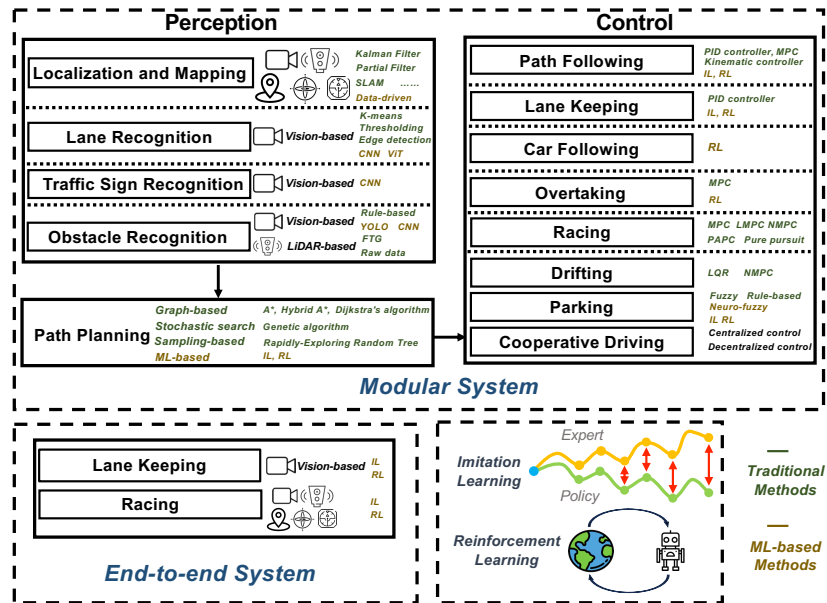 Perception
Localization and Mapping
Kalman Filter
Partial Filter
SLAM ......
Data-driven
Lane Recognition
Vision-based
K-means
Thresholding
Edge detection
CNN ViT
Traffic Sign Recognition
Vision-based
CNN
Obstacle Recognition
Vision-based
LiDAR-based
Rule-based
YOLO CNN
FTG
Raw data
Path Planning
Graph-based A*, Hybrid A*, Dijkstra's algorithm
Stochastic search Genetic algorithm
Sampling-based Rapidly-Exploring Random Tree
ML-based IL, RL
Control
Path Following
PID controller, MPC
Kinematic controller
IL, RL
Lane Keeping
PID controller
IL, RL
Car Following
RL
Overtaking
MPC
RL
Racing
MPC LMPC NMPC
PAPC Pure pursuit
Drifting
LQR NMPC
Parking
Fuzzy Rule-based
Neuro-fuzzy
IL RL
Cooperative Driving
Centralized control
Decentralized control
Modular System
Lane Keeping
Vision-based
IL
RL
Racing
IL
RL
End-to-end System
Imitation
Learning
Expert
Policy
Reinforcement
Learning
Traditional
Methods
ML-based
Methods